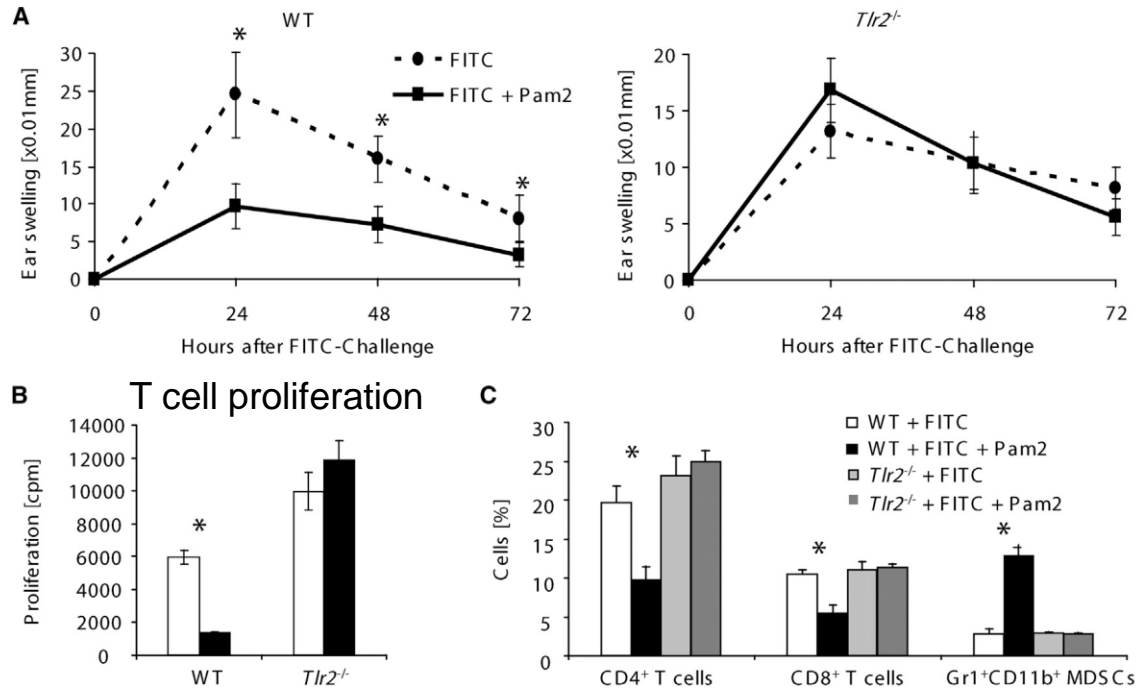 A
WT
Tlr2-/-
Ear swelling [x0.01mm]
30
25
20
15
10
5
0
* * *
FITC
FITC + Pam2
0 24 48 72
Hours after FITC-Challenge
Ear swelling [x0.01mm]
20
15
10
5
0
0 24 48 72
Hours after FITC-Challenge
B
T cell proliferation
Proliferation [cpm]
14000
12000
10000
8000
6000
4000
2000
0
*
WT Tlr2-/-
C
Cells [%]
30
25
20
15
10
5
0
* * *
WT + FITC
WT + FITC + Pam2
Tlr2-/- + FITC
Tlr2-/- + FITC + Pam2
CD4+ T cells CD8+ T cells Gr1+CD11b+ MDSCs